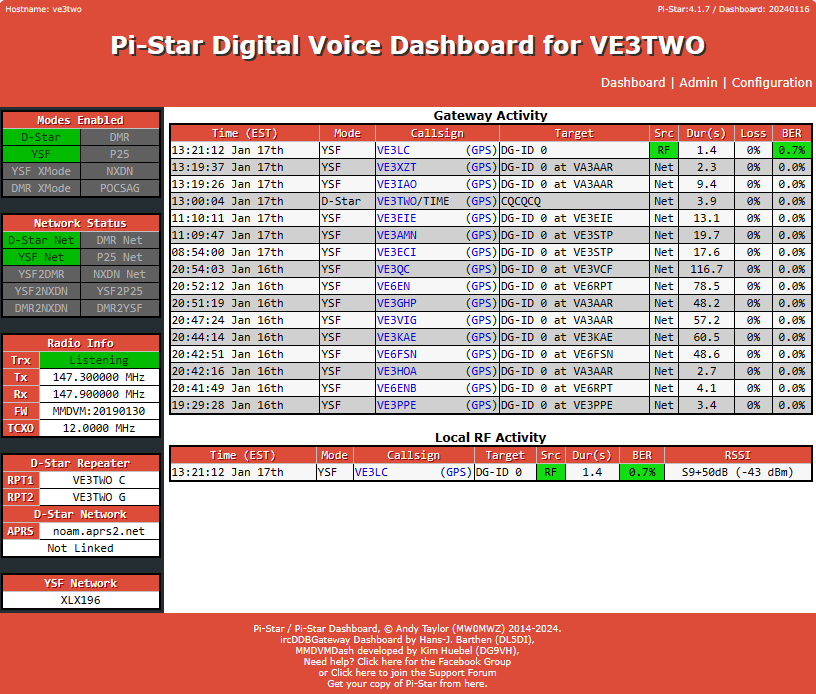 Hostname: ve3two Pi-Star:4.1.7 / Dashboard: 20240116
Pi-Star Digital Voice Dashboard for VE3TWO
Dashboard | Admin | Configuration
Modes Enabled
D-Star DMR
YSF P25
YSF XMode NXDN
DMR XMode POCSAG
Network Status
D-Star Net DMR Net
YSF Net P25 Net
YSF2DMR NXDN Net
YSF2NXDN YSF2P25
DMR2NXDN DMR2YSF
Radio Info
Trx Listening
Tx 147.300000 MHz
Rx 147.900000 MHz
FW MMDVM:20190130
TCXO 12.0000 MHz
D-Star Repeater
RPT1 VE3TWO C
RPT2 VE3TWO G
D-Star Network
APRS noam.aprs2.net
Not Linked
YSF Network
XLX196
Gateway Activity
Time (EST) Mode Callsign Target Src Dur(s) Loss BER
13:21:12 Jan 17th YSF VE3LC (GPS) DG-ID 0 RF 1.4 0% 0.7%
13:19:37 Jan 17th YSF VE3XZT (GPS) DG-ID 0 at VA3AAR Net 2.3 0% 0.0%
13:19:26 Jan 17th YSF VE3IAO (GPS) DG-ID 0 at VA3AAR Net 9.4 0% 0.0%
13:00:04 Jan 17th D-Star VE3TWO/TIME (GPS) CQCQCQ Net 3.9 0% 0.0%
11:10:11 Jan 17th YSF VE3EIE (GPS) DG-ID 0 at VE3EIE Net 13.1 0% 0.0%
11:09:47 Jan 17th YSF VE3AMN (GPS) DG-ID 0 at VE3STP Net 19.7 0% 0.0%
08:54:00 Jan 17th YSF VE3ECI (GPS) DG-ID 0 at VE3STP Net 17.6 0% 0.0%
20:54:03 Jan 16th YSF VE3QC (GPS) DG-ID 0 at VE3VCF Net 116.7 0% 0.0%
20:52:12 Jan 16th YSF VE6EN (GPS) DG-ID 0 at VE6RPT Net 78.5 0% 0.0%
20:51:19 Jan 16th YSF VE3GHP (GPS) DG-ID 0 at VA3AAR Net 48.2 0% 0.0%
20:47:24 Jan 16th YSF VE3VIG (GPS) DG-ID 0 at VA3AAR Net 57.2 0% 0.0%
20:44:14 Jan 16th YSF VE3KAE (GPS) DG-ID 0 at VE3KAE Net 60.5 0% 0.0%
20:42:51 Jan 16th YSF VE6FSN (GPS) DG-ID 0 at VE6FSN Net 48.6 0% 0.0%
20:42:16 Jan 16th YSF VE3HOA (GPS) DG-ID 0 at VA3AAR Net 2.7 0% 0.0%
20:41:49 Jan 16th YSF VE6ENB (GPS) DG-ID 0 at VE6RPT Net 4.1 0% 0.0%
19:29:28 Jan 16th YSF VE3PPE (GPS) DG-ID 0 at VE3PPE Net 3.4 0% 0.0%
Local RF Activity
Time (EST) Mode Callsign Target Src Dur(s) BER RSSI
13:21:12 Jan 17th YSF VE3LC (GPS) DG-ID 0 RF 1.4 0.7% S9+50dB (-43 dBm)
Pi-Star / Pi-Star Dashboard, © Andy Taylor (MW0MWZ) 2014-2024.
ircDDBGateway Dashboard by Hans-J. Barthen (DL5DI),
MMDVMDash developed by Kim Huebel (DG9VH),
Need help? Click here for the Facebook Group
or Click here to join the Support Forum
Get your copy of Pi-Star from here.